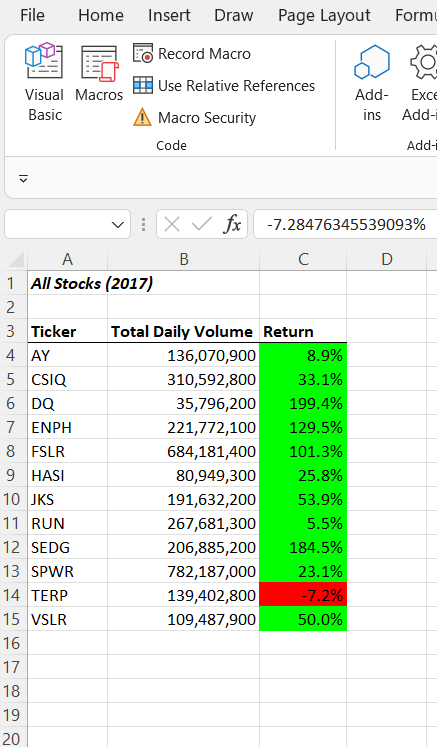 File Home Insert Draw Page Layout Formu
Record Macro
Use Relative References
Macro Security
Visual Basic
Macros
Add-ins
Exce
Add-i
Code
Add-i
fx -7.28476345539093%
A B C D
1 All Stocks (2017)
2
3 Ticker Total Daily Volume Return
4 AY 136,070,900 8.9%
5 CSIQ 310,592,800 33.1%
6 DQ 35,796,200 199.4%
7 ENPH 221,772,100 129.5%
8 FSLR 684,181,400 101.3%
9 HASI 80,949,300 25.8%
10 JKS 191,632,200 53.9%
11 RUN 267,681,300 5.5%
12 SEDG 206,885,200 184.5%
13 SPWR 782,187,000 23.1%
14 TERP 139,402,800 -7.2%
15 VSLR 109,487,900 50.0%
16
17
18
19
20